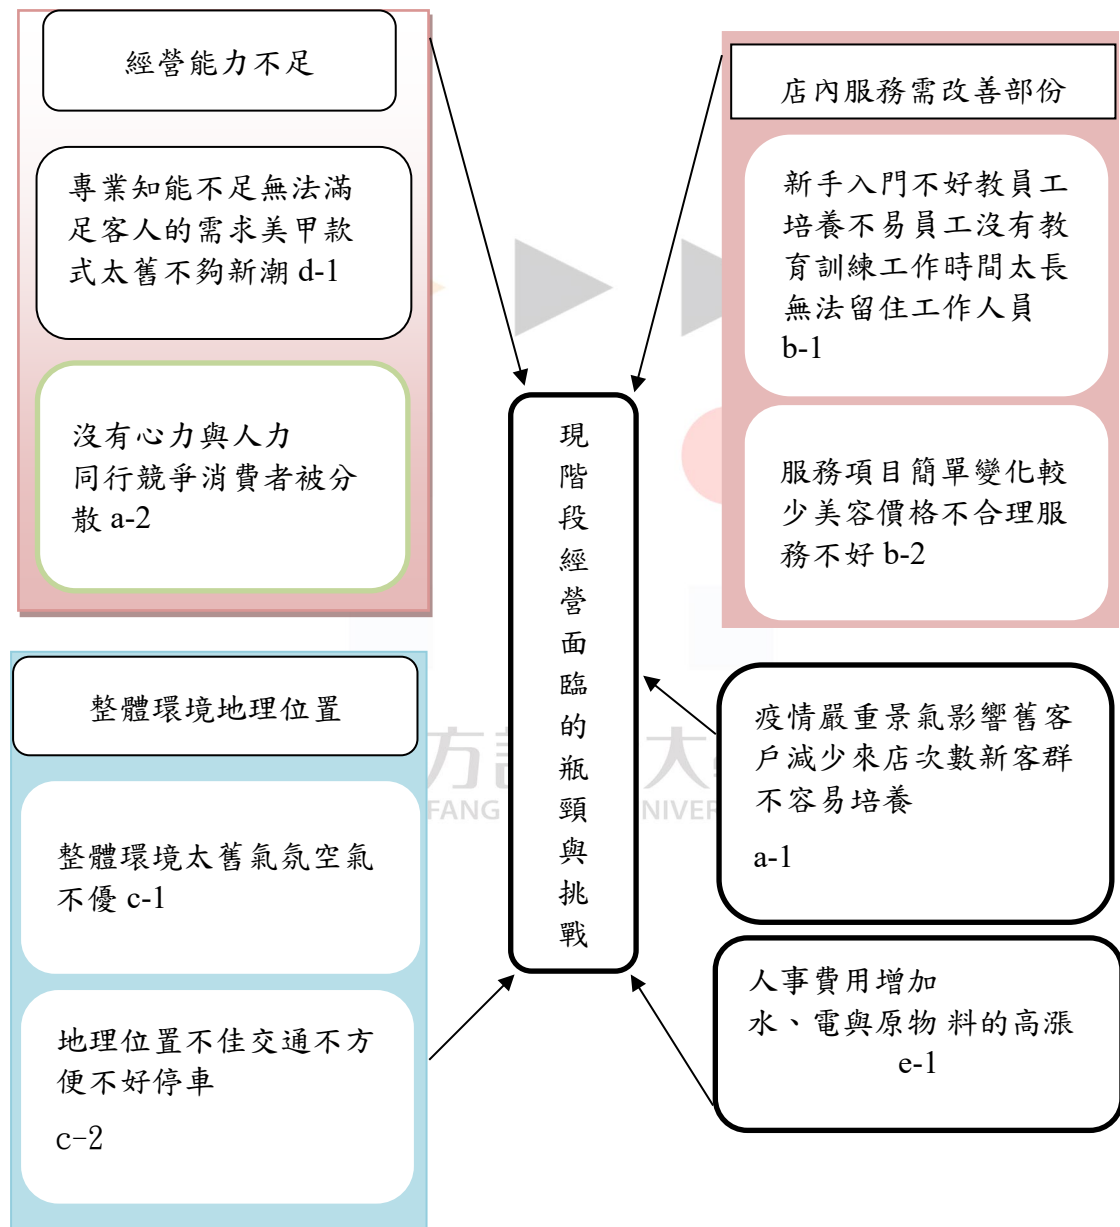 經營能力不足
專業知能不足無法滿
足客人的需求美甲款
式太舊不夠新潮 d-1
沒有心力與人力
同行競爭消費者被分
散 a-2
整體環境地理位置
整體環境太舊氣氛空氣
不優 c-1
地理位置不佳交通不方
便不好停車
c-2
現階段經營面臨的瓶頸與挑戰
店內服務需改善部份
新手入門不好教員工
培養不易員工沒有教
育訓練工作時間太長
無法留住工作人員
b-1
服務項目簡單變化較
少美容價格不合理服
務不好 b-2
疫情嚴重景氣影響舊客
戶減少來店次數新客群
不容易培養
a-1
人事費用增加
水、電與原物 料的高漲
e-1
方 大
FANG NIVER